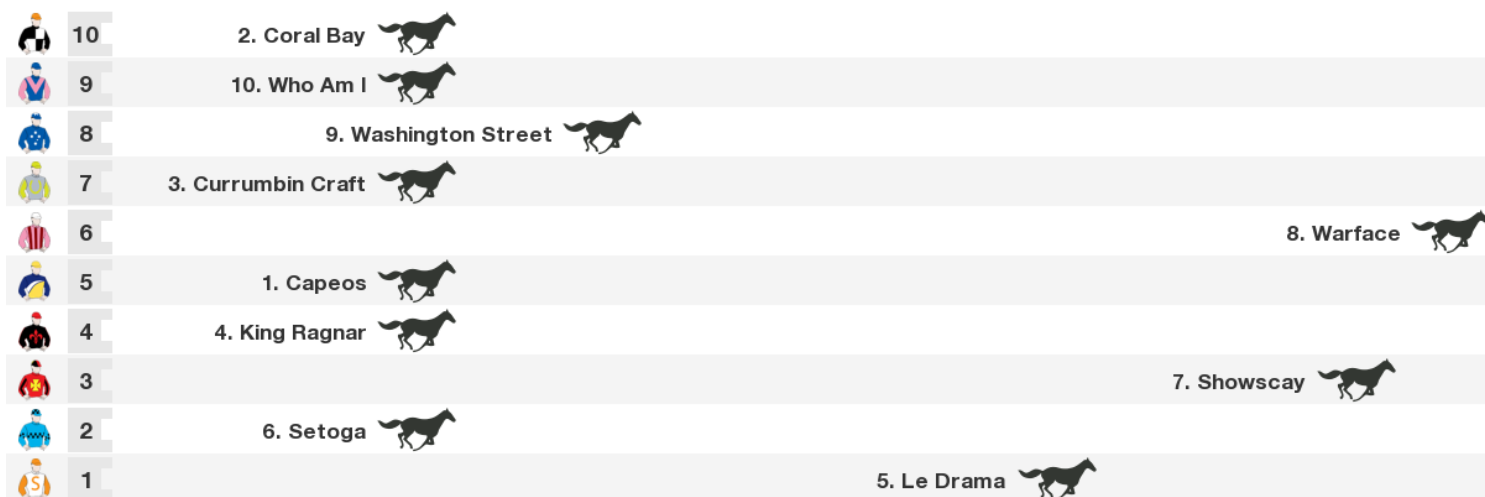 10 2. Coral Bay
9 10. Who Am I
8 9. Washington Street
7 3. Currumbin Craft
6 8. Warface
5 1. Capeos
4 4. King Ragnar
3 7. Showscay
2 6. Setoga
S 1 5. Le Drama